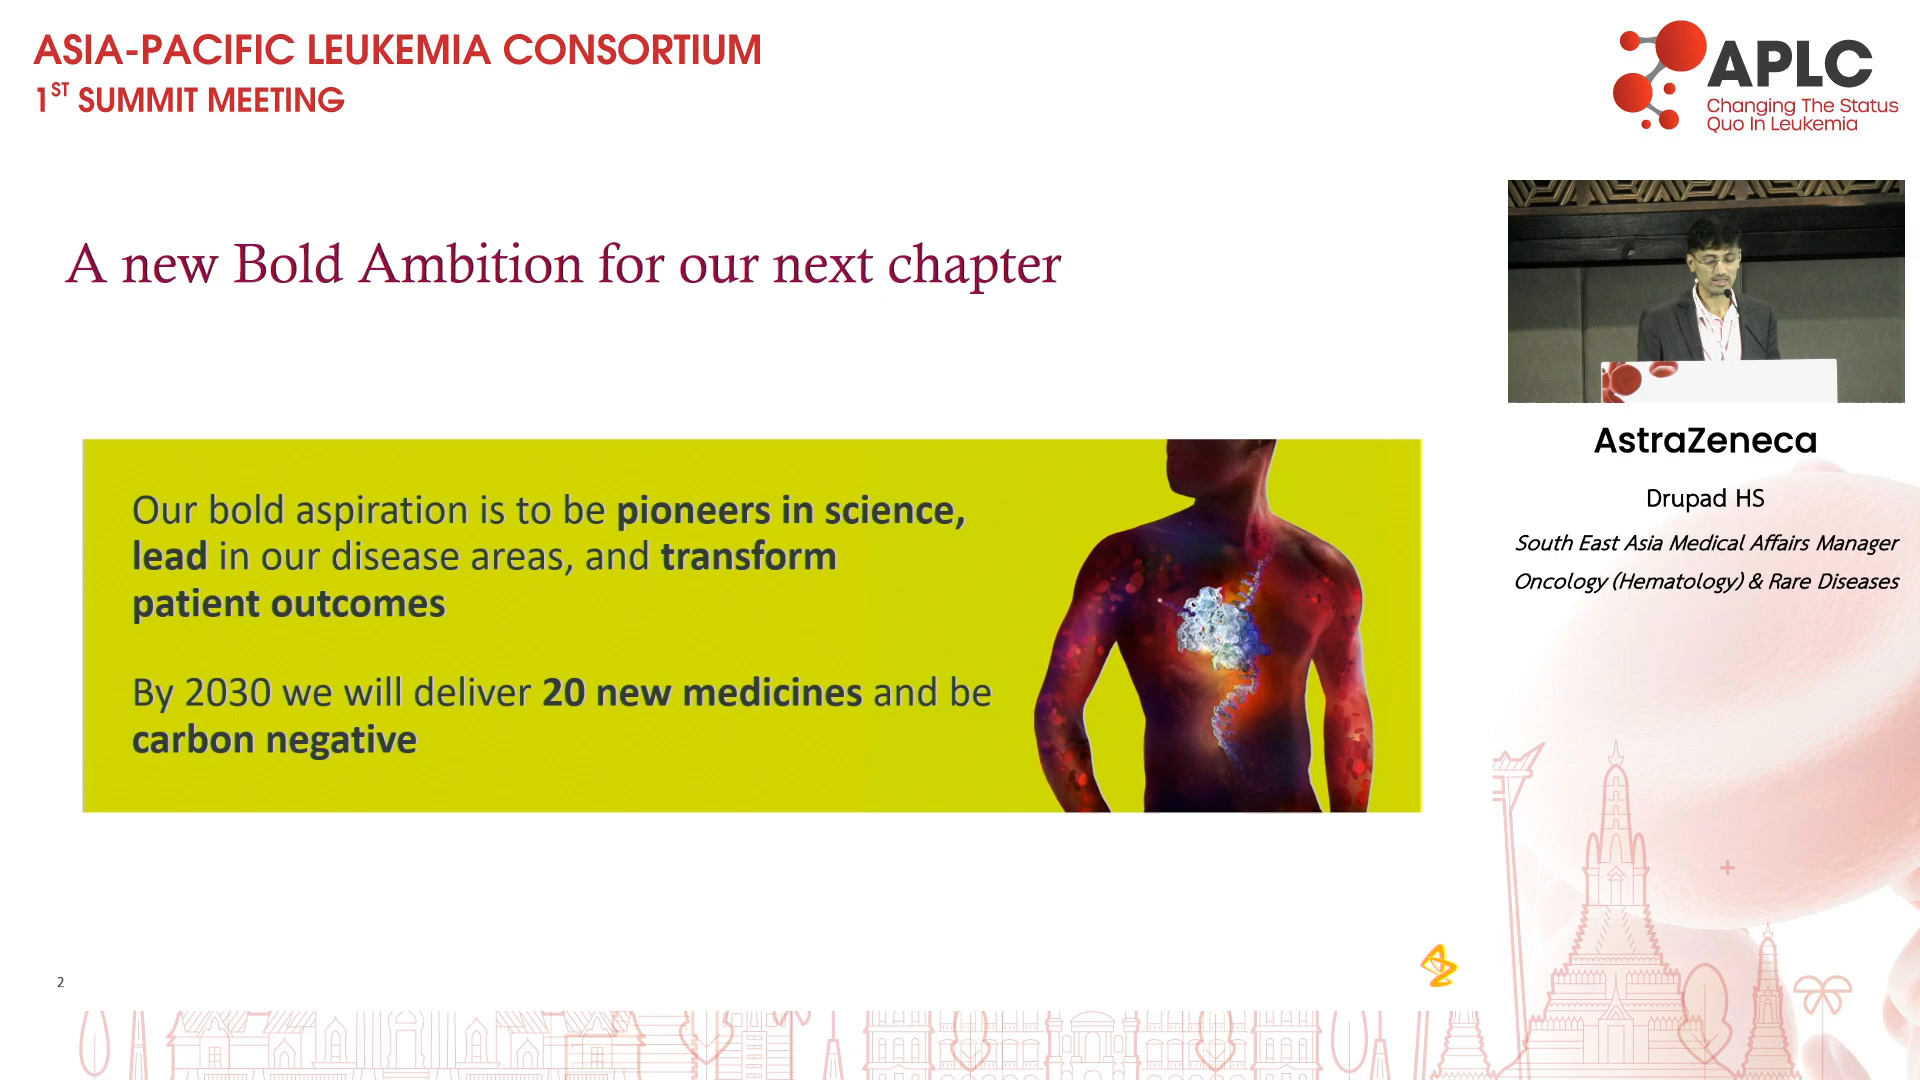 ASIA-PACIFIC LEUKEMIA CONSORTIUM
1ST SUMMIT MEETING
APLC
Changing The Status
Quo In Leukemia
A new Bold Ambition for our next chapter
Our bold aspiration is to be pioneers in science,
lead in our disease areas, and transform
patient outcomes
By 2030 we will deliver 20 new medicines and be
carbon negative
AstraZeneca
Drupad HS
South East Asia Medical Affairs Manager
Oncology (Hematology) & Rare Diseases
2